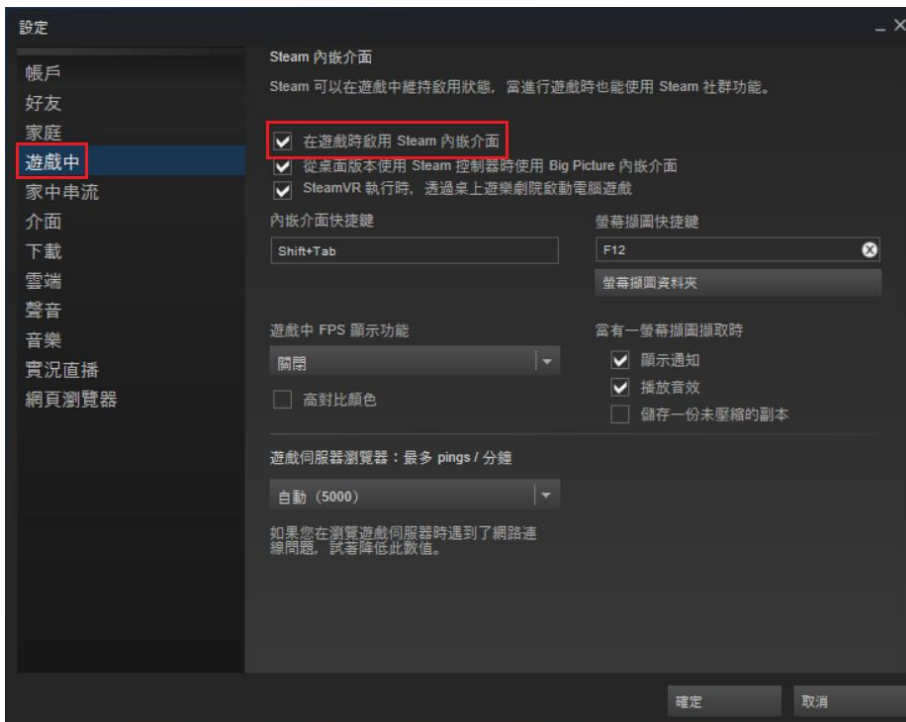 設定
帳戶
好友
家庭
遊戲中
家中串流
介面
下載
雲端
聲音
音樂
實況直播
網頁瀏覽器
Steam 內嵌介面
Steam 可以在遊戲中維持啟用狀態，當進行遊戲時也能使用 Steam 社群功能。
在遊戲時啟用 Steam 內嵌介面
從桌面版本使用 Steam 控制器時使用 Big Picture 內嵌介面
SteamVR 執行時，透過桌上遊樂劇院啟動電腦遊戲
內嵌介面快捷鍵
Shift+Tab
螢幕擷圖快捷鍵
F12
螢幕擷圖資料夾
遊戲中 FPS 顯示功能
關閉
高對比顏色
當有一螢幕擷圖擷取時
顯示通知
播放音效
儲存一份未壓縮的副本
遊戲伺服器瀏覽器：最多 pings / 分鐘
自動（5000）
如果您在瀏覽遊戲伺服器時遇到了網路連
線問題，試著降低此數值。
確定
取消